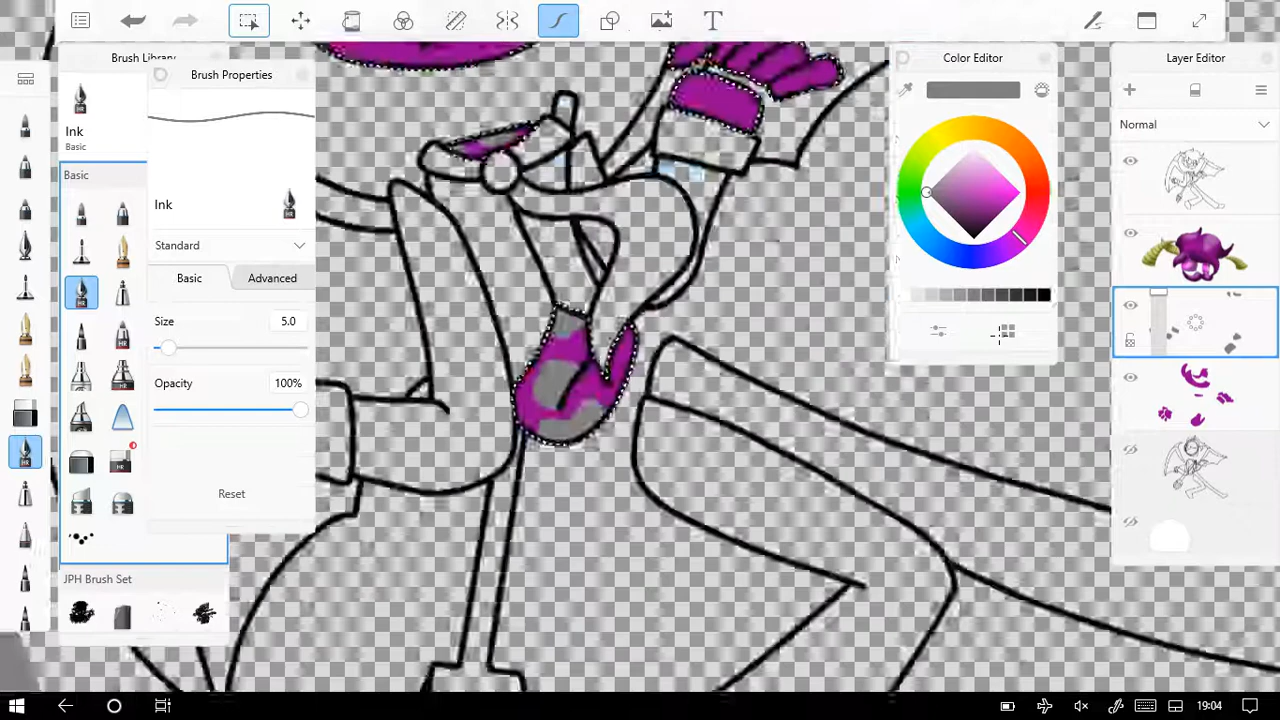 T
Brush Library
Brush Properties
Color Editor
Layer Editor
Ink
Basic
Normal
Basic
Ink
HR
Standard
Basic
Advanced
Size
5.0
Opacity
100%
Reset
JPH Brush Set
19:04